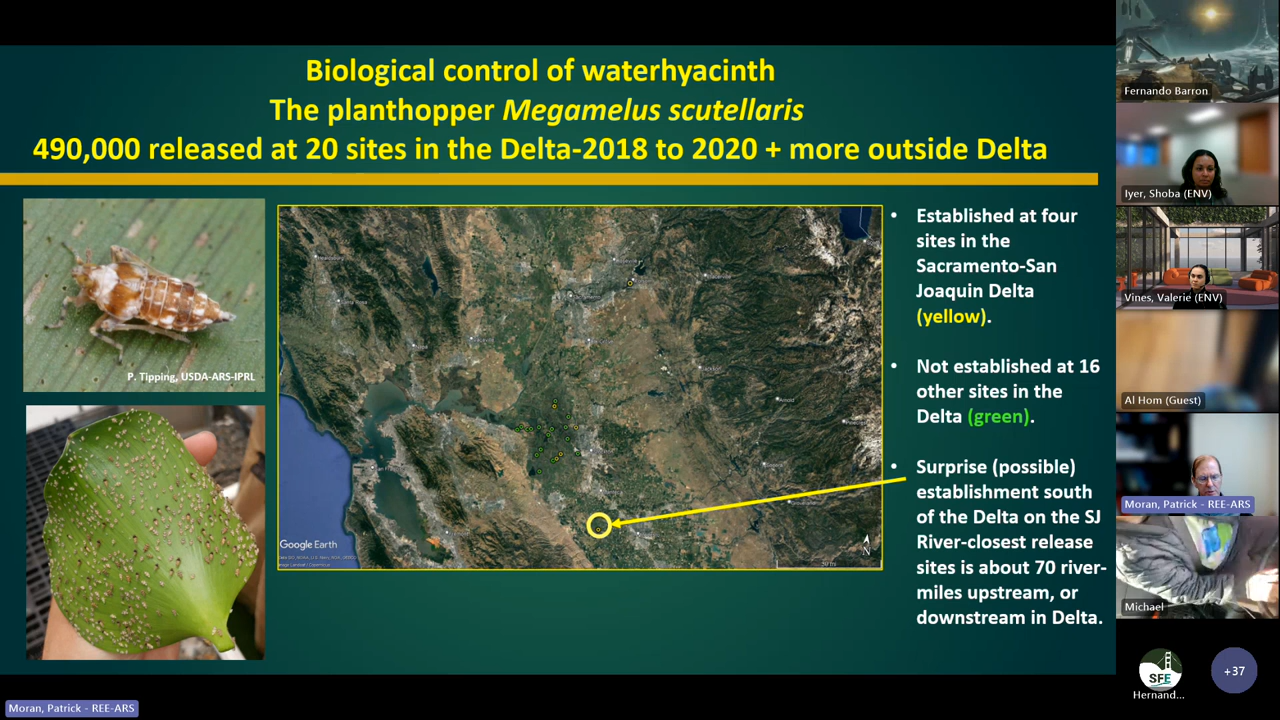 Biological control of waterhyacinth
The planthopper Megamelus scutellaris
490,000 released at 20 sites in the Delta-2018 to 2020 + more outside Delta
P. Tipping, USDA-ARS-IPRL
Google Earth
N
• Established at four
sites in the
Sacramento-San
Joaquin Delta
(yellow).
• Not established at 16
other sites in the
Delta (green).
• Surprise (possible)
establishment south
of the Delta on the SJ
River-closest release
sites is about 70 river-
miles upstream, or
downstream in Delta.
Fernando Barron
Iyer, Shoba (ENV)
Vines, Valerie (ENV)
Al Hom (Guest)
Moran, Patrick - REE-ARS
Michael
SFE
Hernand...
+37
Moran, Patrick - REE-ARS